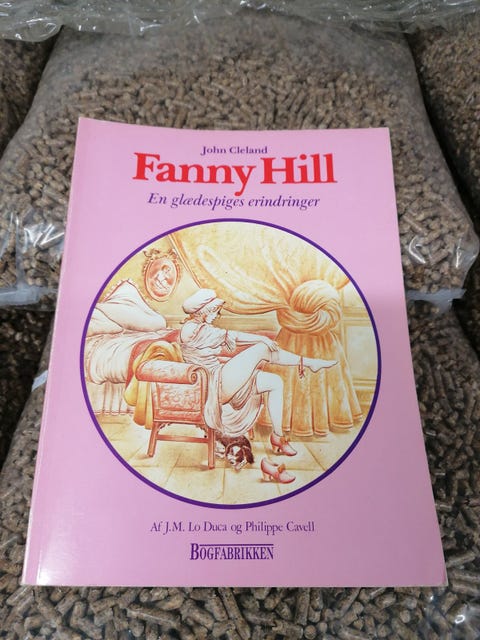 John Cleland
Fanny Hill
En glædespiges erindringer
Af J.M. Lo Duca og Philippe Cavell
BOGFABRIKKEN